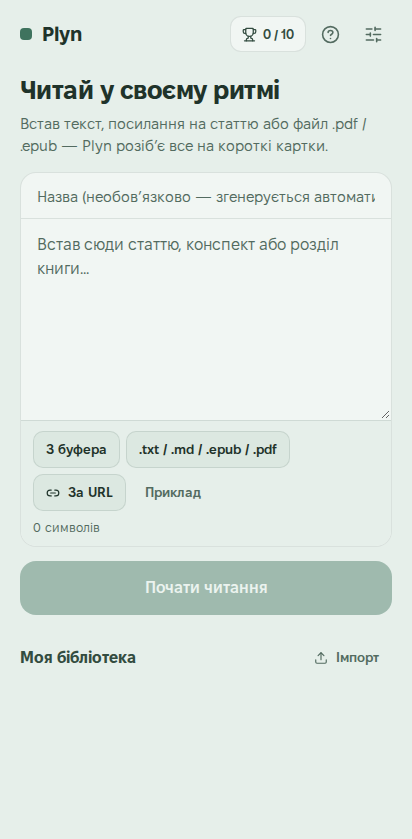 Plyn
0 / 10
Читай у своєму ритмі
Встав текст, посилання на статтю або файл .pdf /
.epub — Plyn розіб’є все на короткі картки.
Назва (необов’язково — згенерується автомати
Встав сюди статтю, конспект або розділ
книги…
З буфера
.txt / .md / .epub / .pdf
За URL
Приклад
0 символів
Почати читання
Моя бібліотека
Імпорт